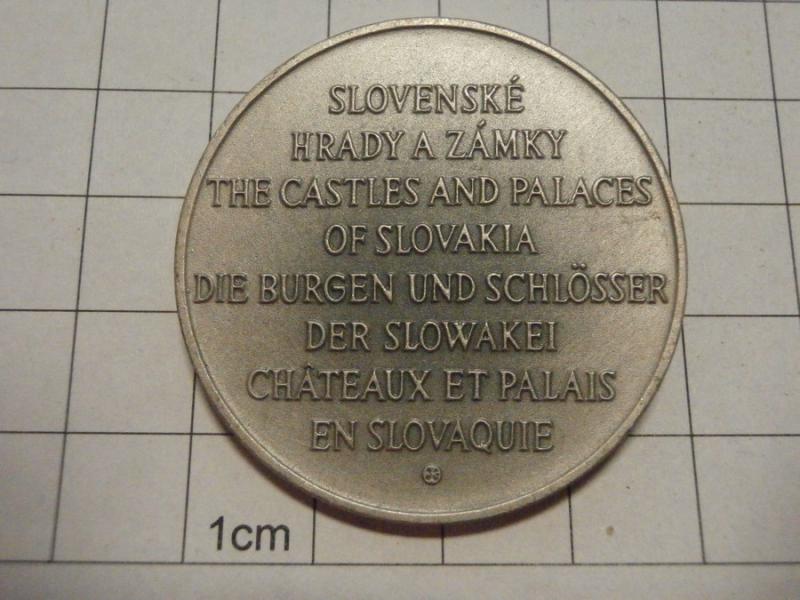 SLOVENSKÉ
HRADY A ZÁMKY
THE CASTLES AND PALACES
OF SLOVAKIA
DIE BURGEN UND SCHLÖSSER
DER SLOWAKEI
CHÂTEAUX ET PALAIS
EN SLOVAQUIE
1cm